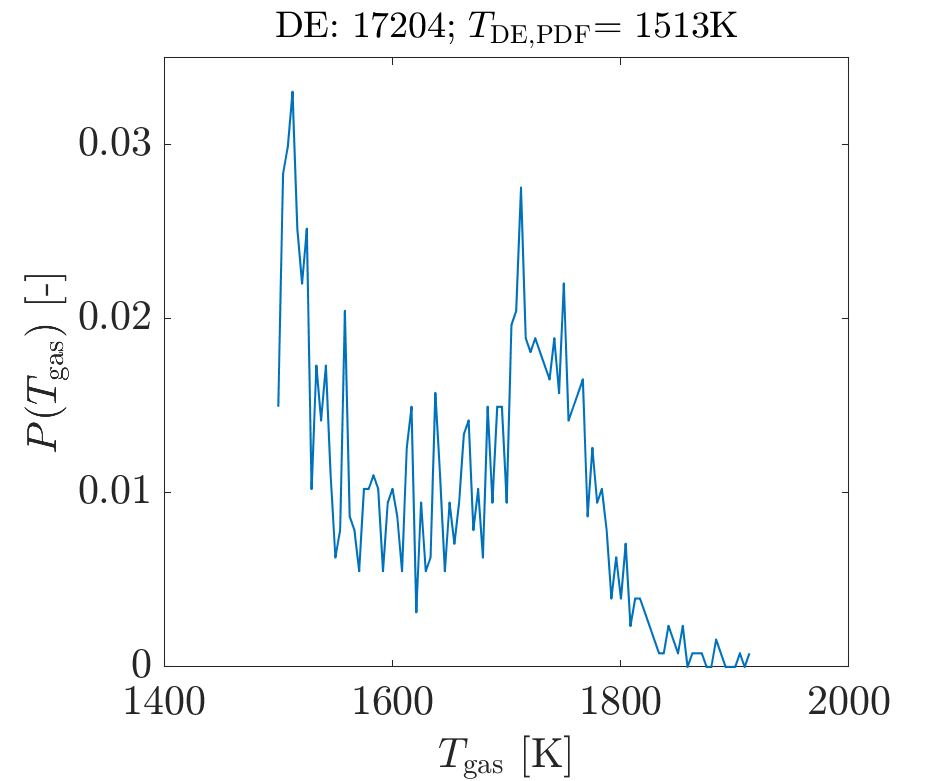 DE: 17204; T_DE,PDF= 1513K
P(T_gas) [-]
0.03
0.02
0.01
0
1400
1600
1800
2000
T_gas [K]